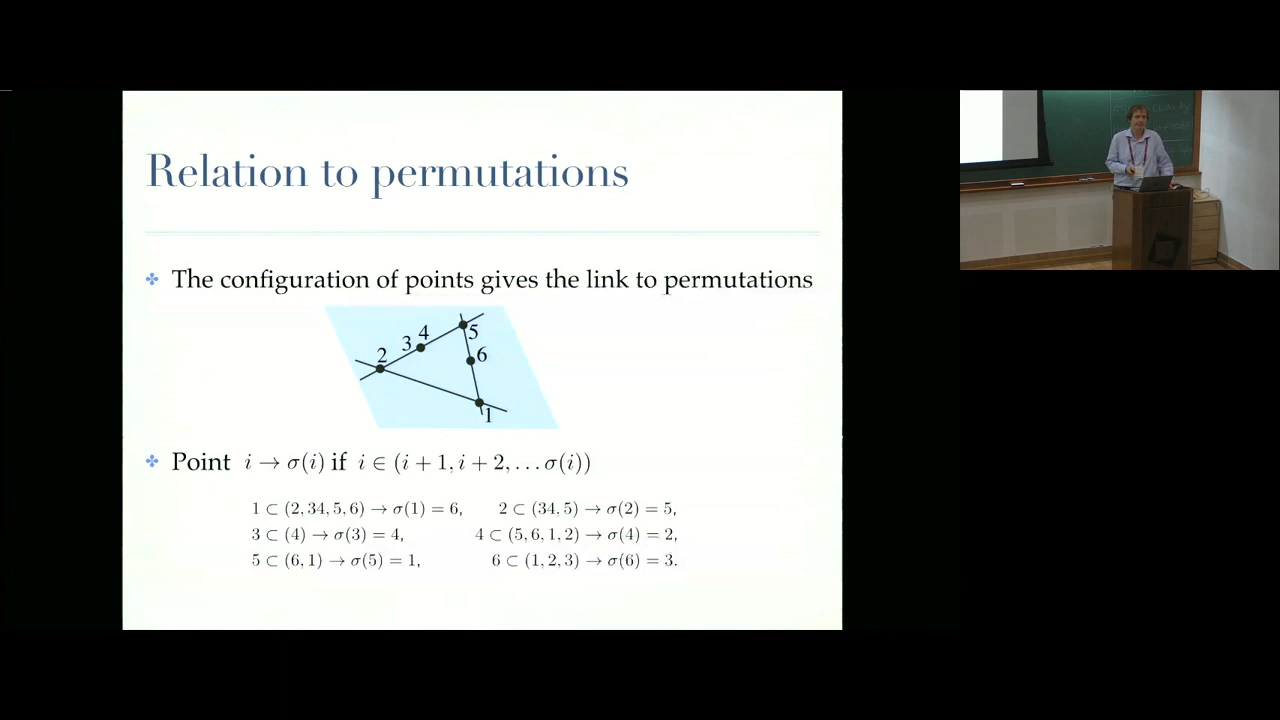 Relation to permutations
The configuration of points gives the link to permutations
2 3 4 5 6 1
Point i → σ(i) if i ∈ (i + 1, i + 2, . . . σ(i))
1 ⊂ (2, 34, 5, 6) → σ(1) = 6, 2 ⊂ (34, 5) → σ(2) = 5,
3 ⊂ (4) → σ(3) = 4, 4 ⊂ (5, 6, 1, 2) → σ(4) = 2,
5 ⊂ (6, 1) → σ(5) = 1, 6 ⊂ (1, 2, 3) → σ(6) = 3.